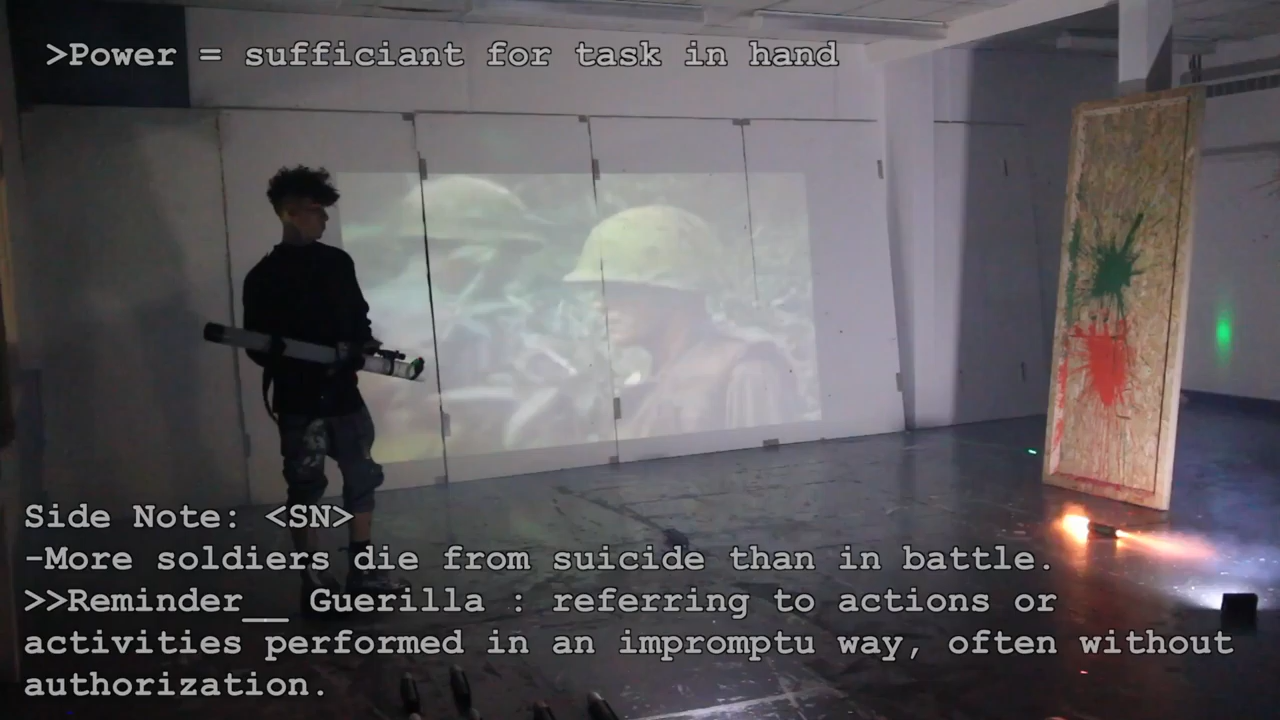 >Power = sufficiant for task in hand
Side Note: <SN>
-More soldiers die from suicide than in battle.
>>Reminder__ Guerilla : referring to actions or
activities performed in an impromptu way, often without
authorization.